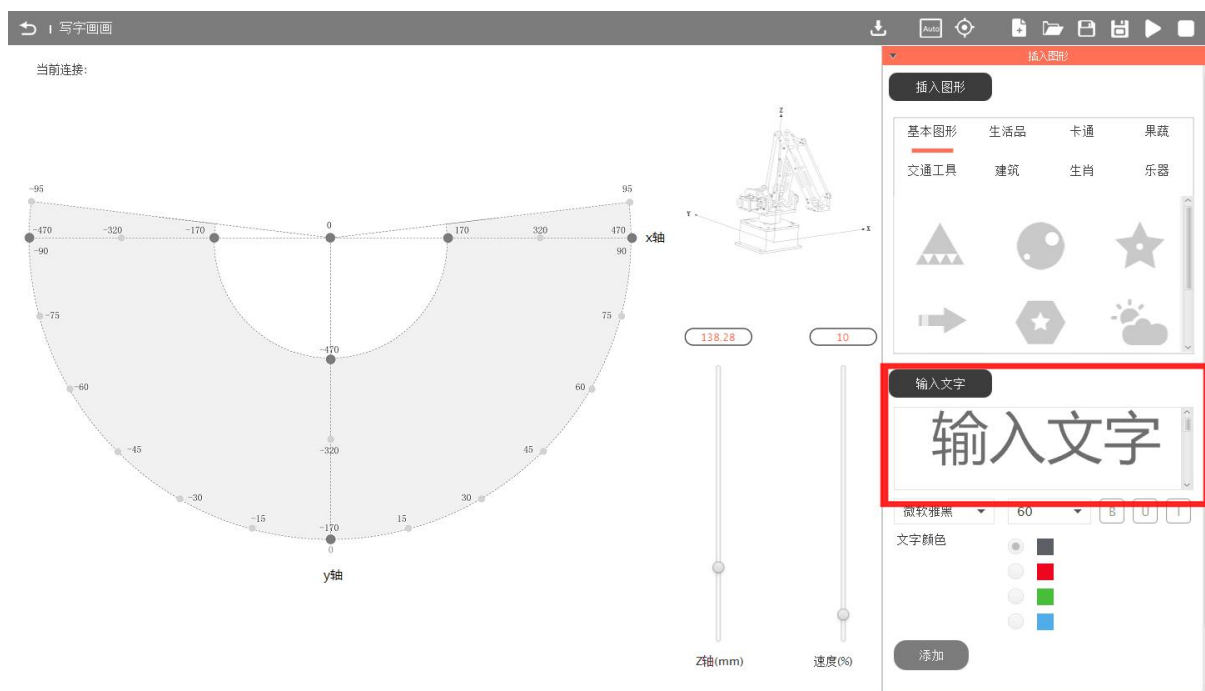 写字画画
Auto
插入图形
当前连接:
插入图形
基本图形 生活品 卡通 果蔬
交通工具 建筑 生肖 乐器
Z
Y
X
-95 95
-470 -320 -170 0 170 320 470 x轴
-90 90
-75 75
-470
-60 60
-45 45
-320
-30 30
-15 15
-170
0
y轴
138.28 10
Z轴(mm) 速度(%)
输入文字
输入文字
微软雅黑 60 B U I
文字颜色
添加